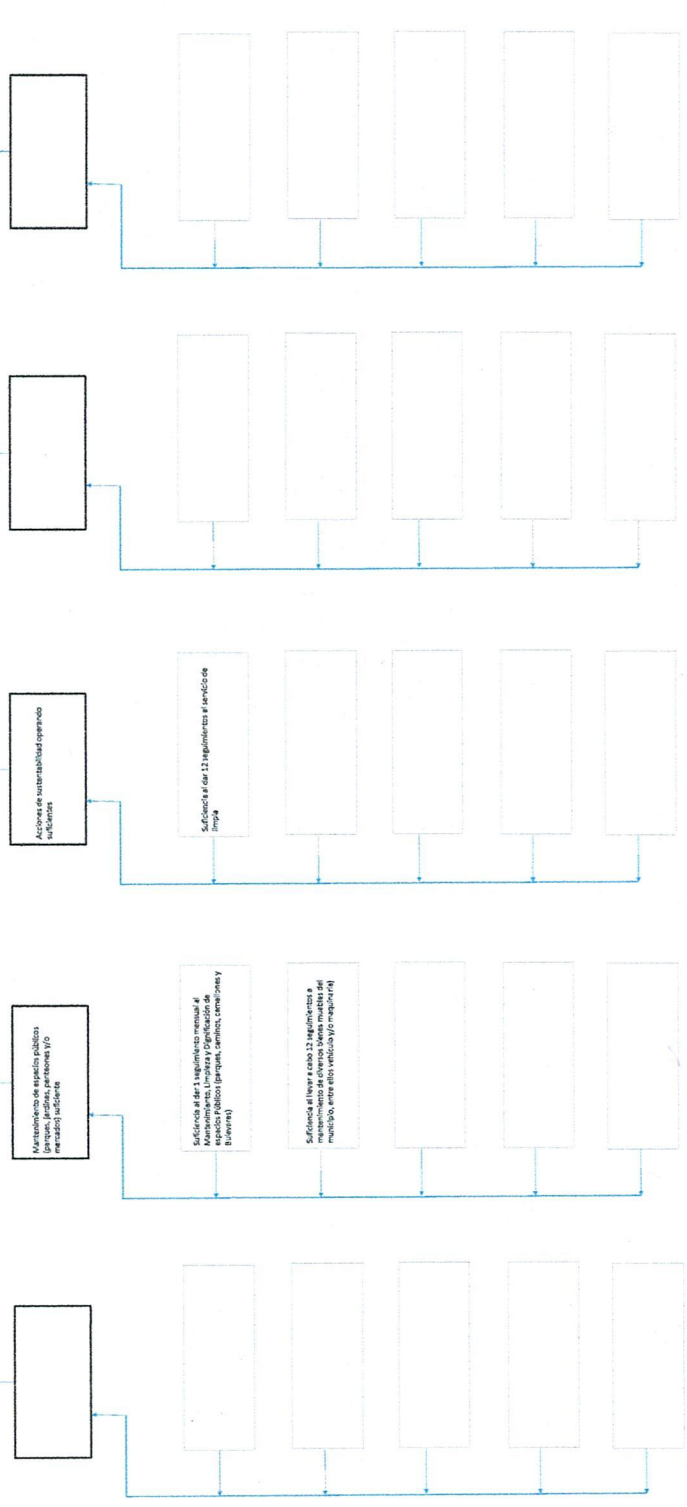 Mantenimiento de espacios públicos
(parques, jardines, panteones y/o
mercados) suficiente
Suficiencia al dar 1 seguimiento mensual al
Mantenimiento, Limpieza y Dignificación de
espacios Públicos (parques, caminos, camellones y
Bulevares)
Suficiencia al llevar a cabo 12 seguimientos a
mantenimiento de diversos bienes muebles del
municipio, entre ellos vehículo y/o maquinaria)
Acciones de sustentabilidad operando
suficientes
Suficiencia al dar 12 seguimientos al servicio de
limpia